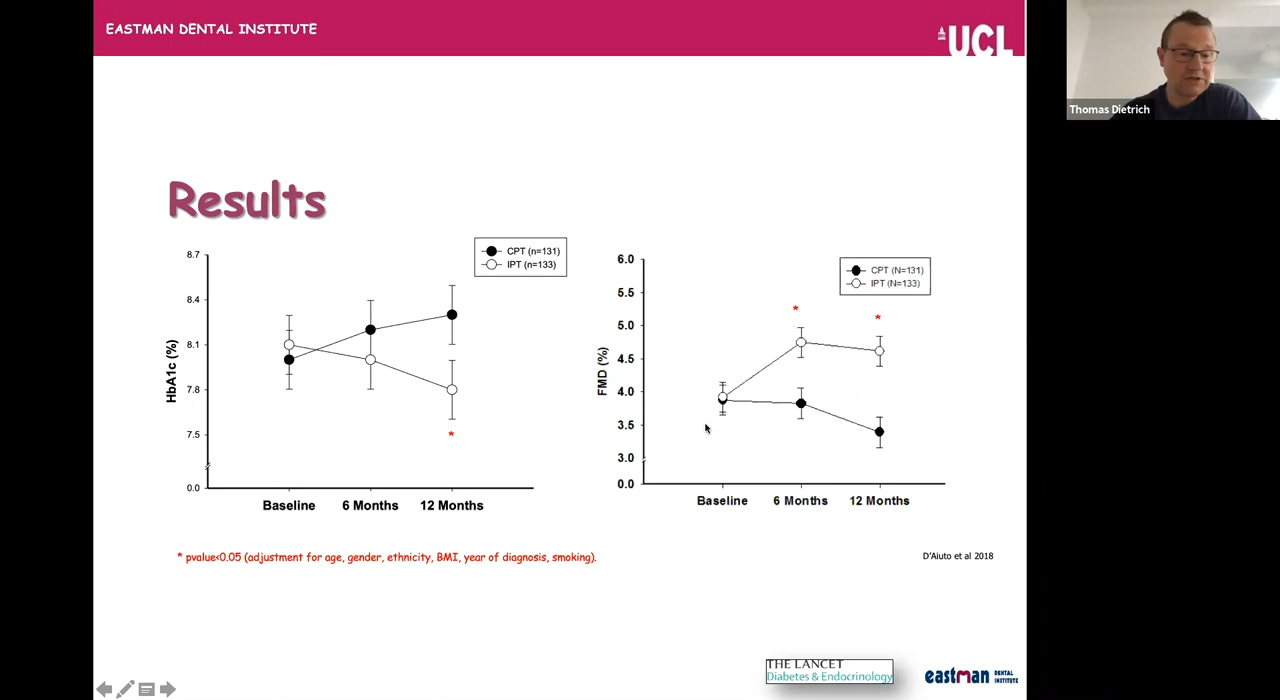 EASTMAN DENTAL INSTITUTE
UCL
Thomas Dietrich
Results
CPT (n=131)
IPT (n=133)
8.7
8.4
8.1
7.8
7.5
0.0
HbA1c (%)
*
Baseline
6 Months
12 Months
CPT (N=131)
IPT (N=133)
6.0
5.5
5.0
4.5
4.0
3.5
3.0
0.0
FMD (%)
*
*
Baseline
6 Months
12 Months
* pvalue<0.05 (adjustment for age, gender, ethnicity, BMI, year of diagnosis, smoking).
D'Aiuto et al 2018
THE LANCET
Diabetes & Endocrinology
eastman
DENTAL
INSTITUTE